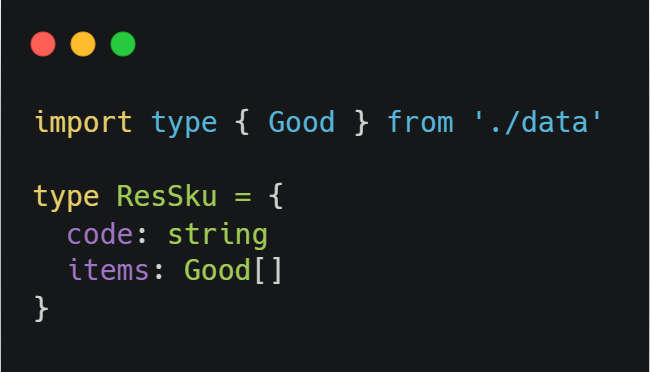 import type { Good } from './data'
type ResSku = {
  code: string
  items: Good[]
}